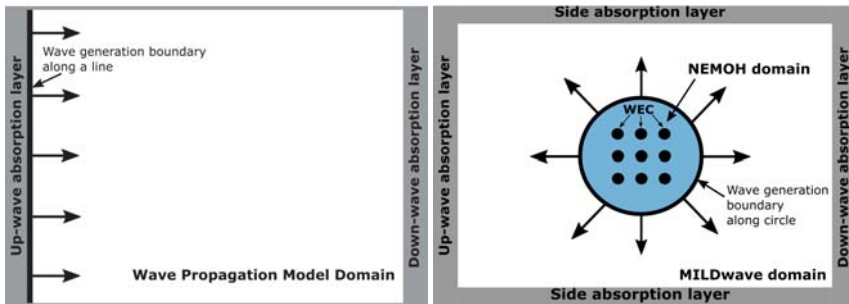 Up-wave absorption layer
Wave generation boundary
along a line
Wave Propagation Model Domain
Down-wave absorption layer
Side absorption layer
Up-wave absorption layer
NEMOH domain
WEC
Wave generation
boundary
along circle
MILDwave domain
Down-wave absorption layer
Side absorption layer